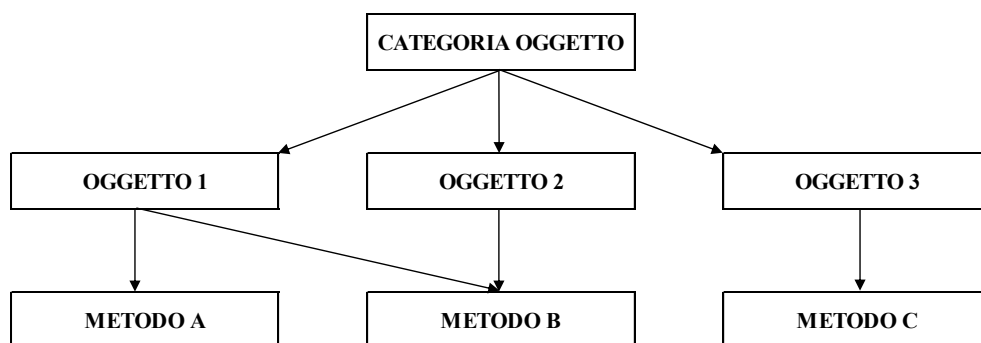 CATEGORIA OGGETTO
OGGETTO 1
OGGETTO 2
OGGETTO 3
METODO A
METODO B
METODO C